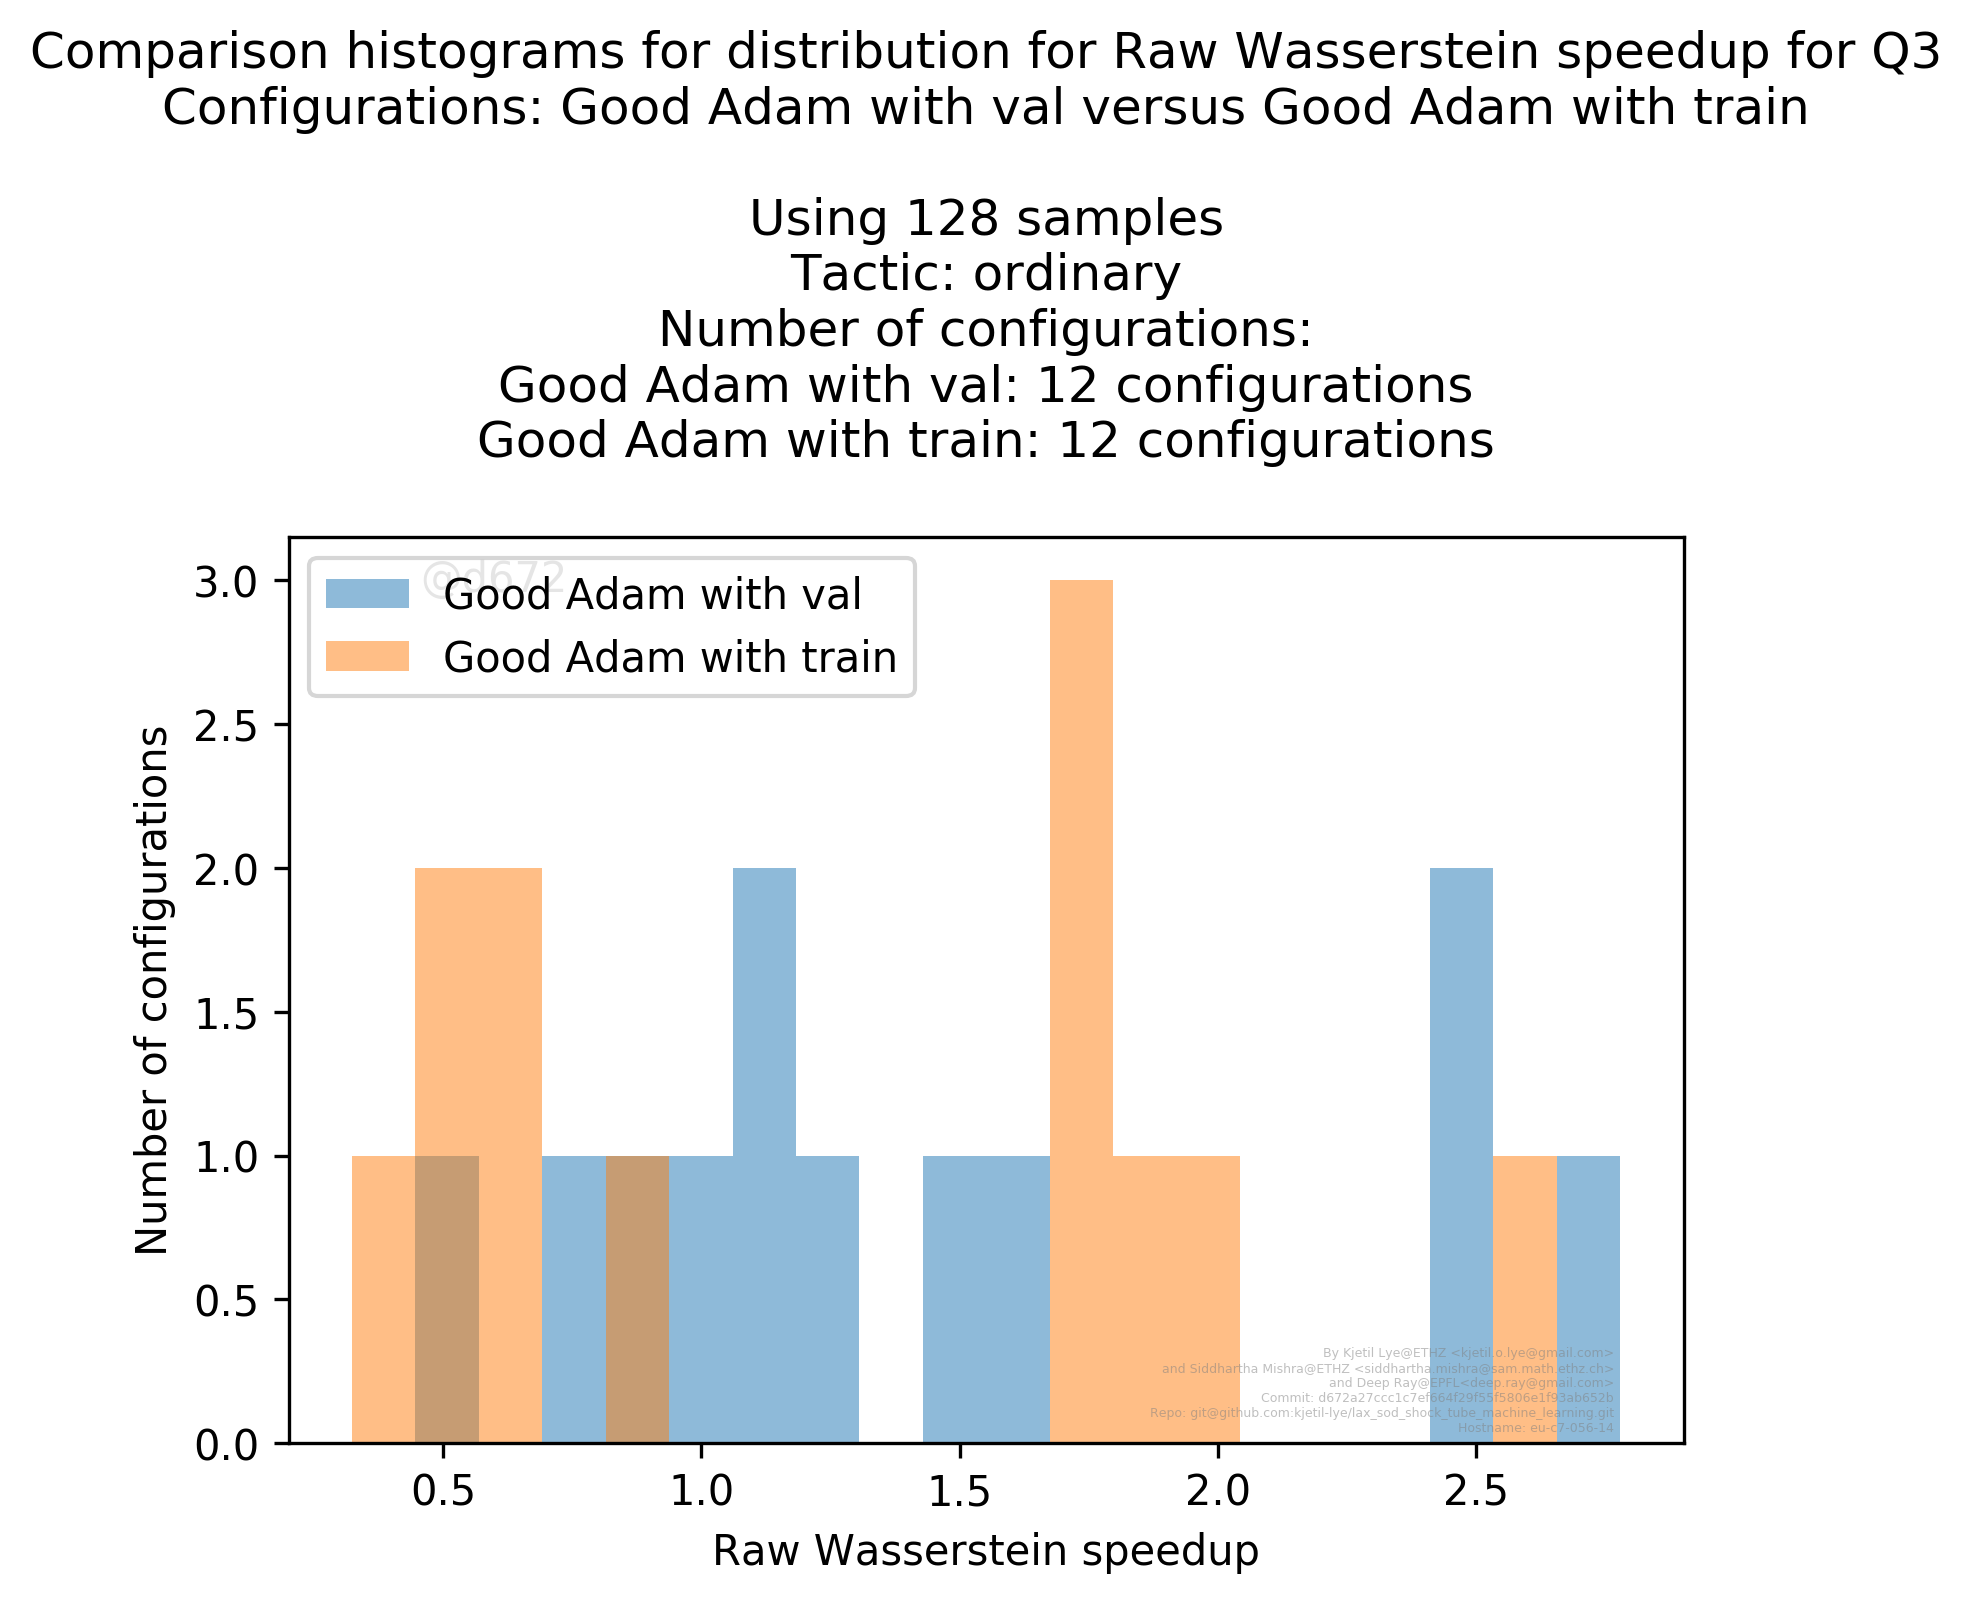 Comparison histograms for distribution for Raw Wasserstein speedup for Q3
Configurations: Good Adam with val versus Good Adam with train
Using 128 samples
Tactic: ordinary
Number of configurations:
Good Adam with val: 12 configurations
Good Adam with train: 12 configurations
@d672
Good Adam with val
Good Adam with train
3.0
2.5
2.0
1.5
1.0
0.5
0.0
Number of configurations
By Kjetil Lye@ETHZ <kjetil.o.lye@gmail.com>
and Siddhartha Mishra@ETHZ <siddhartha.mishra@sam.math.ethz.ch>
and Deep Ray@EPFL<deep.ray@gmail.com>
Commit: d672a27ccc1c7ef664f29f55f5806e1f93ab652b
Repo: git@github.com:kjetil-lye/lax_sod_shock_tube_machine_learning.git
Hostname: eu-c7-056-14
0.5
1.0
1.5
2.0
2.5
Raw Wasserstein speedup